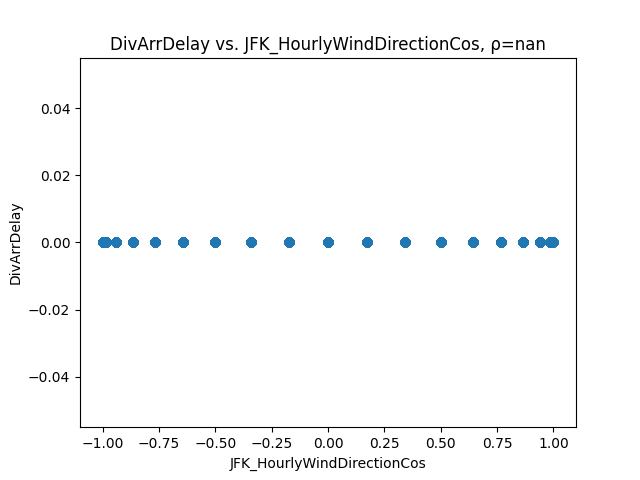 DivArrDelay vs. JFK_HourlyWindDirectionCos, ρ=nan
0.04
0.02
0.00
−0.02
−0.04
DivArrDelay
−1.00 −0.75 −0.50 −0.25 0.00 0.25 0.50 0.75 1.00
JFK_HourlyWindDirectionCos